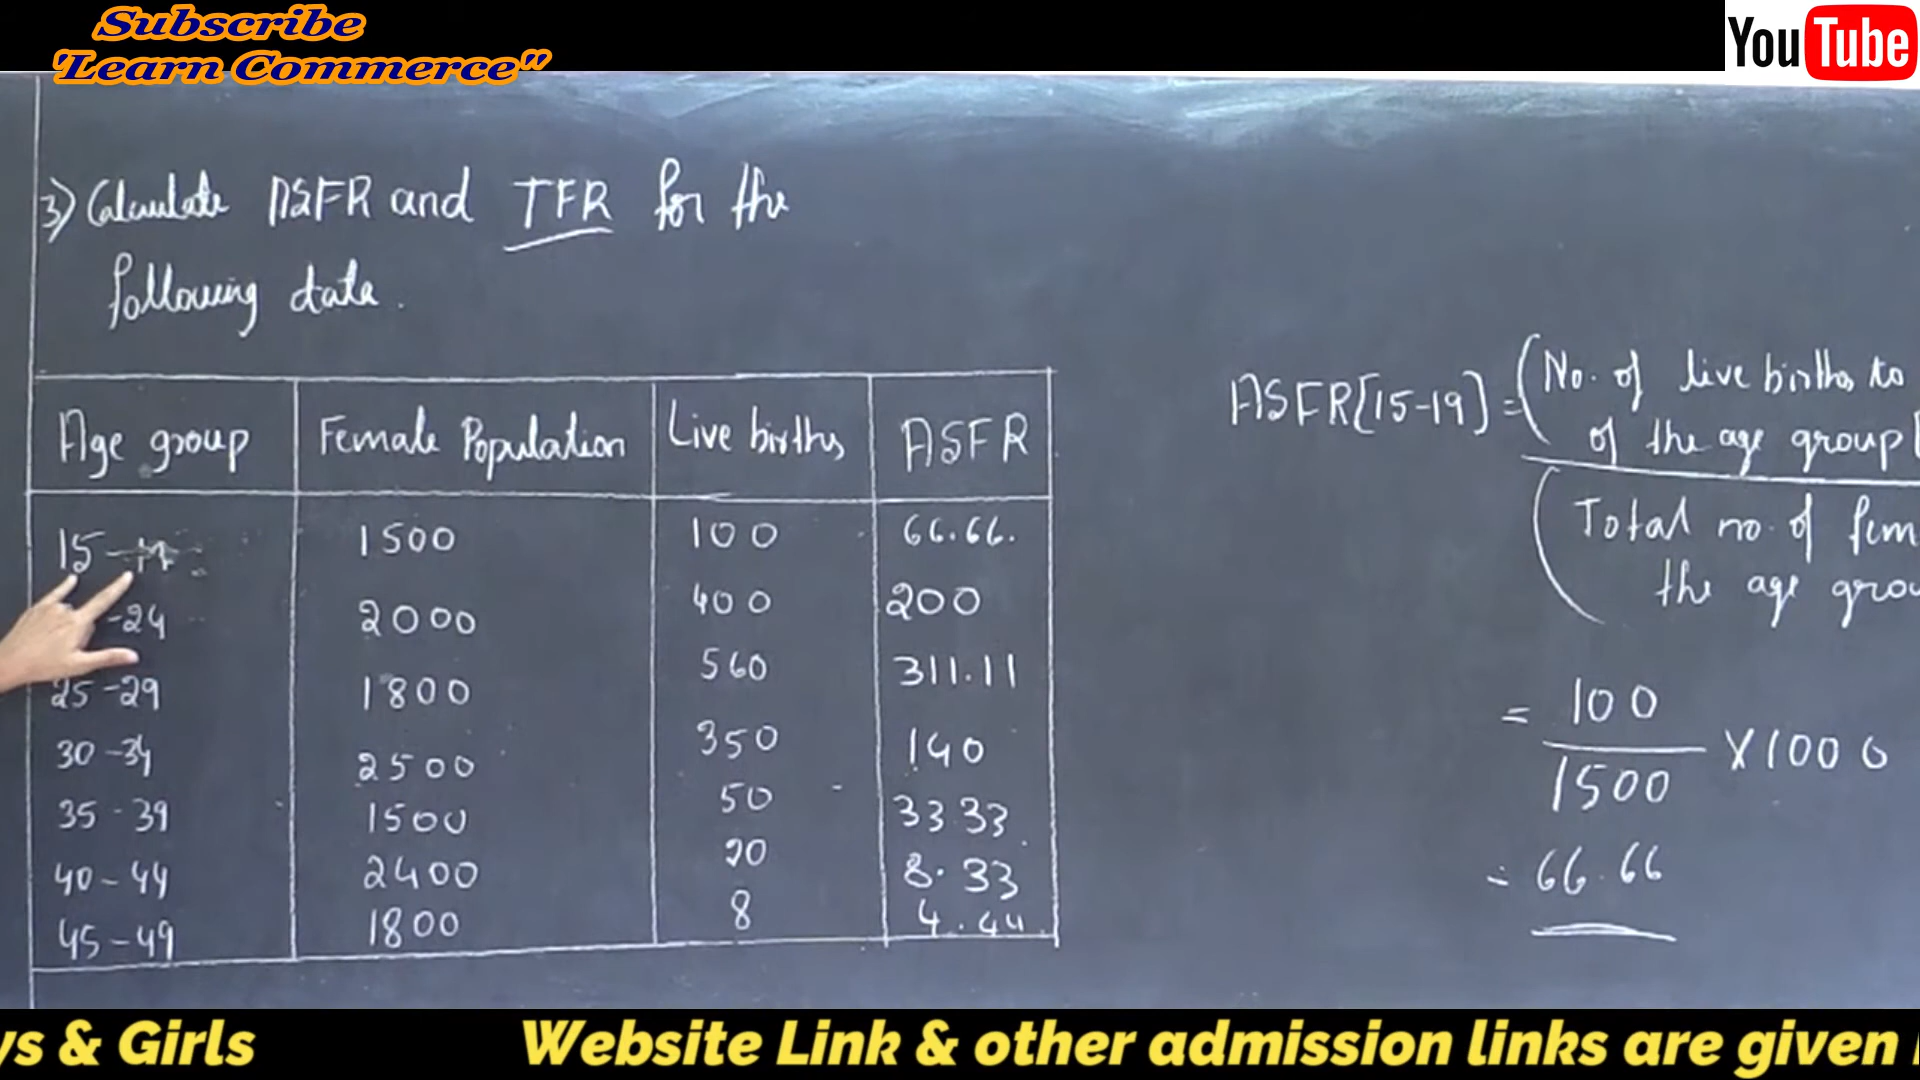 Subscribe
"Learn Commerce"
YouTube
3) Calculate ASFR and TFR for the
following data.
Age group Female Population Live births ASFR
15- 1500 100 66.66.
-24 2000 400 200
25-29 1800 560 311.11
30-34 2500 350 140
35-39 1500 50 33.33
40-44 2400 20 8.33
45-49 1800 8 4.44
ASFR[15-19] = (No. of live births to
of the age group [
(Total no. of fem
the age grou
= 100
1500
X1000
= 66.66
ys & Girls Website Link & other admission links are given